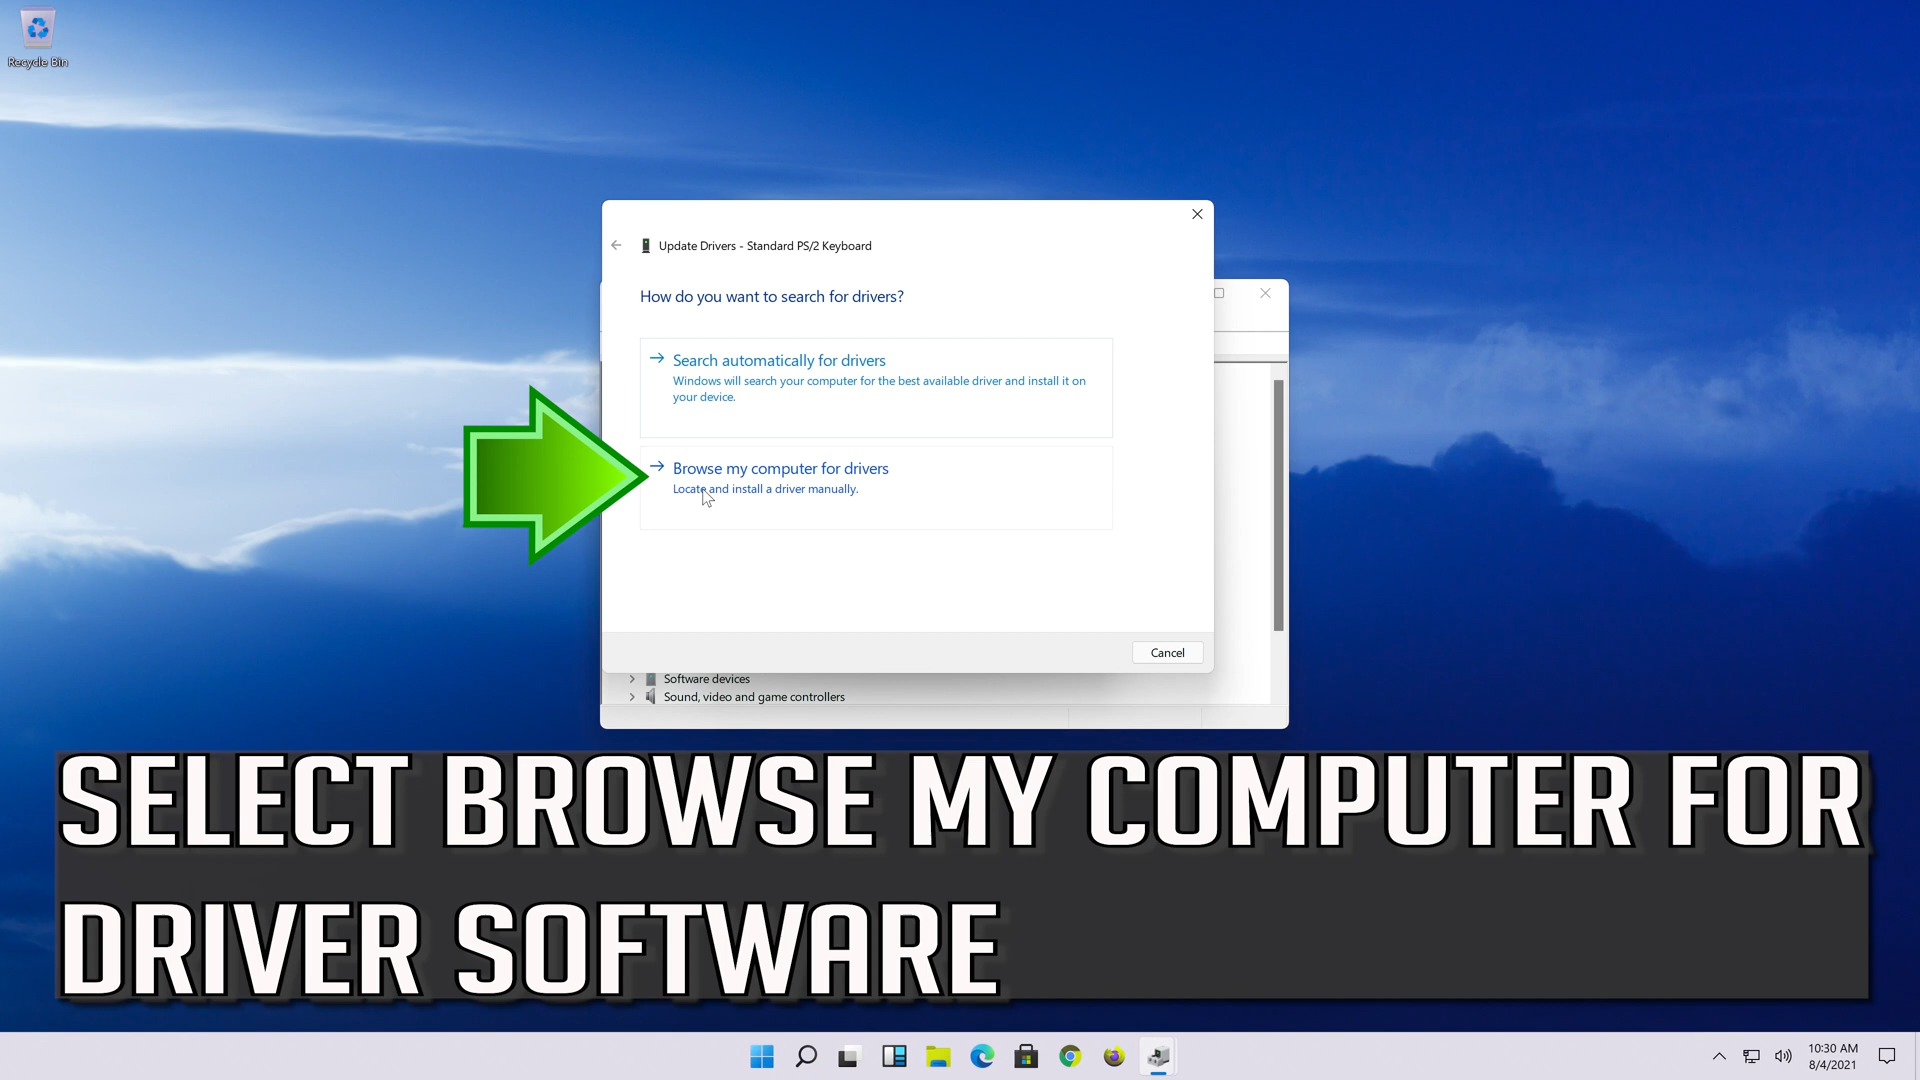 Recycle Bin
Update Drivers - Standard PS/2 Keyboard
How do you want to search for drivers?
Search automatically for drivers
Windows will search your computer for the best available driver and install it on
your device.
Browse my computer for drivers
Locate and install a driver manually.
Cancel
Software devices
Sound, video and game controllers
SELECT BROWSE MY COMPUTER FOR
DRIVER SOFTWARE
10:30 AM
8/4/2021